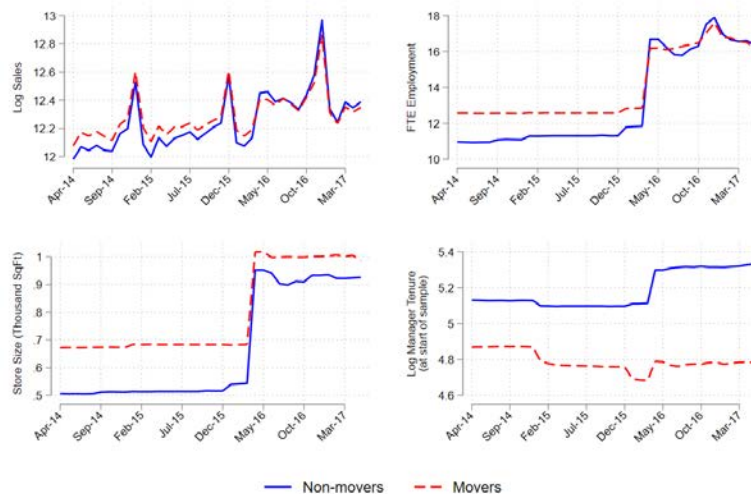 13
12.8
12.6
12.4
12.2
12
Log Sales
Apr-14
Sep-14
Feb-15
Jul-15
Dec-15
May-16
Oct-16
Mar-17
18
16
14
12
10
FTE Employment
Apr-14
Sep-14
Feb-15
Jul-15
Dec-15
May-16
Oct-16
Mar-17
1
.9
.8
.7
.6
.5
Store Size (Thousand SqFt)
Apr-14
Sep-14
Feb-15
Jul-15
Dec-15
May-16
Oct-16
Mar-17
5.4
5.2
5
4.8
4.6
Log Manager Tenure
(at start of sample)
Apr-14
Sep-14
Feb-15
Jul-15
Dec-15
May-16
Oct-16
Mar-17
Non-movers Movers